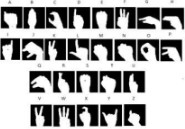 A B C D E F G H
I J K L M N O P
Q R S T U
V W X Y Z